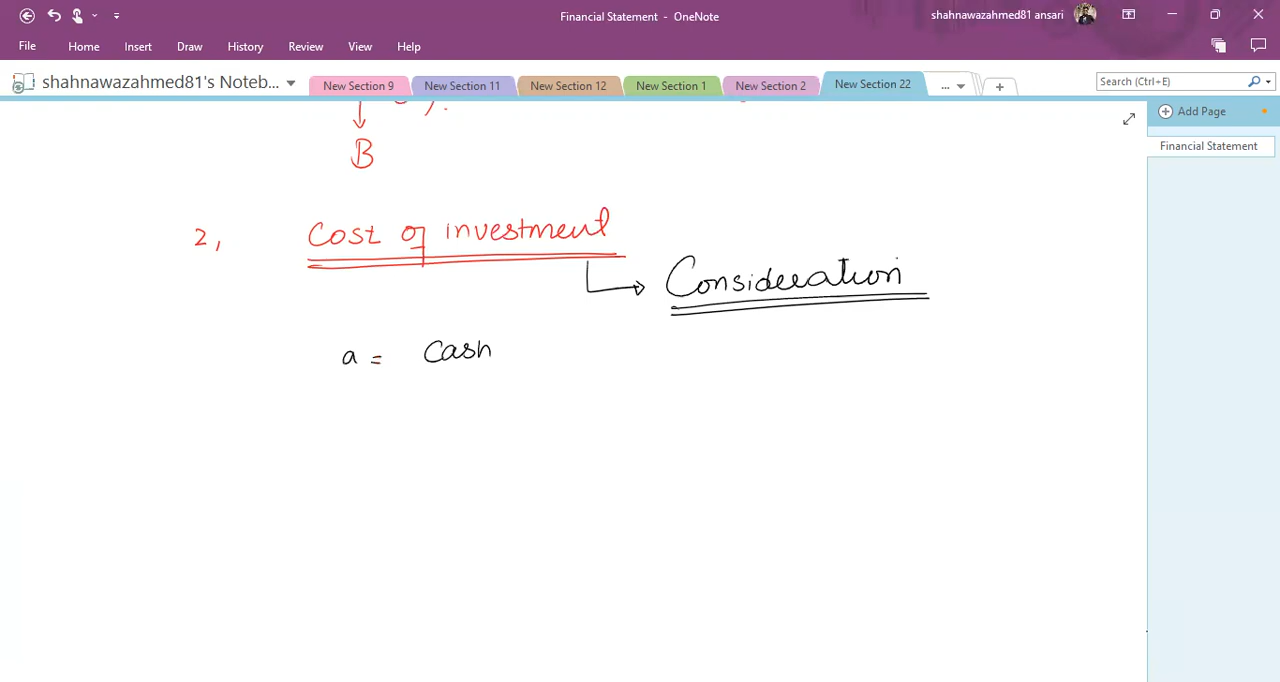 Financial Statement - OneNote
shahnawazahmed81 ansari
File Home Insert Draw History Review View Help
shahnawazahmed81's Noteb...
New Section 9 New Section 11 New Section 12 New Section 1 New Section 2 New Section 22 ... +
Search (Ctrl+E)
Add Page
Financial Statement
B
2, Cost of investment
Consideration
a = Cash